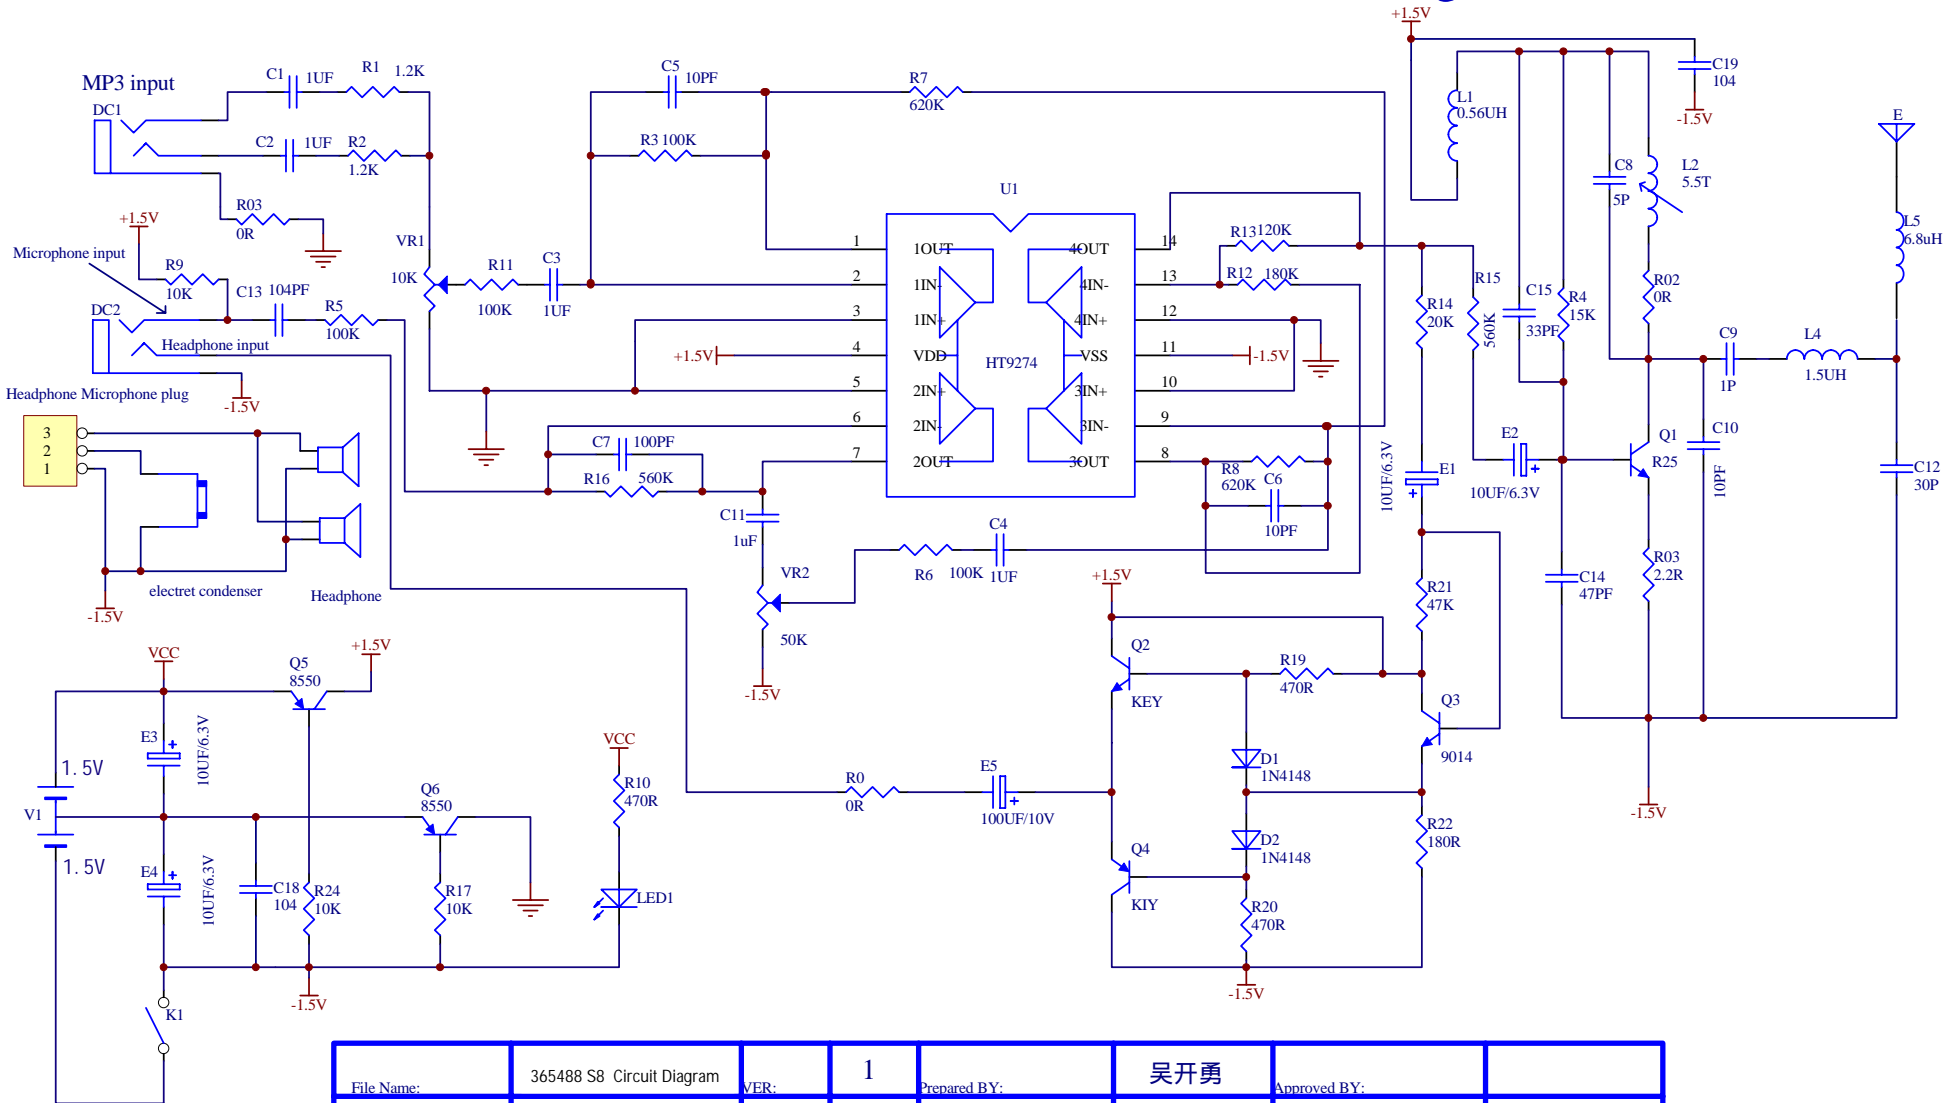 +1.5V
C19
104
-1.5V
L1
0.56UH
MP3 input
DC1
C1
1UF
R1
1.2K
C2
1UF
R2
1.2K
R03
0R
C5
10PF
R3 100K
R7
620K
C8
5P
L2
5.5T
E
L5
6.8uH
+1.5V
Microphone input
R9
10K
DC2
C13
104PF
R5
100K
Headphone input
-1.5V
Headphone Microphone plug
VR1
10K
R11
100K
C3
1UF
U1
HT9274
1
1OUT
2
1IN-
3
1IN+
4
VDD
5
2IN+
6
2IN-
7
2OUT
14
4OUT
13
4IN-
12
4IN+
11
VSS
10
3IN+
9
3IN-
8
3OUT
+1.5V
-1.5V
R13
120K
R12
180K
R14
20K
R15
560K
C15
33PF
R4
15K
R02
0R
C9
1P
L4
1.5UH
3
2
1
electret condenser
Headphone
-1.5V
C7
100PF
R16
560K
C11
1uF
VR2
50K
-1.5V
R6
100K
C4
1UF
R8
620K
C6
10PF
E1
10UF/6.3V
E2
10UF/6.3V
Q1
R25
C10
10PF
C12
30P
C14
47PF
R03
2.2R
-1.5V
VCC
Q5
8550
+1.5V
E3
10UF/6.3V
1.5V
V1
1.5V
E4
10UF/6.3V
C18
104
R24
10K
Q6
8550
R17
10K
VCC
R10
470R
LED1
-1.5V
K1
R0
0R
E5
100UF/10V
+1.5V
Q2
KEY
R19
470R
R21
47K
Q3
9014
D1
1N4148
D2
1N4148
R22
180R
Q4
KIY
R20
470R
-1.5V
File Name:
365488 S8 Circuit Diagram
VER:
1
Prepared BY:
吴开勇
Approved BY: